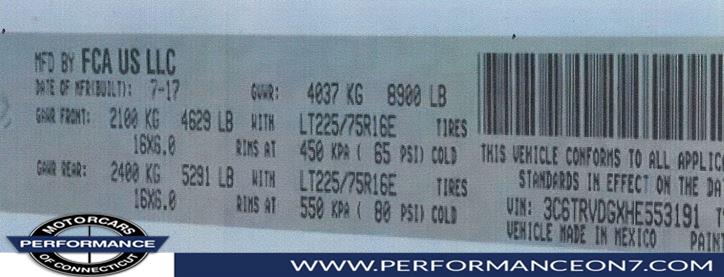 MFD BY FCA US LLC
DATE OF MFR(BUILT): 7-17 GVWR: 4037 KG 8900 LB
GAWR FRONT: 2100 KG 4629 LB WITH LT225/75R16E TIRES
16X6.0 RIMS AT 450 KPA ( 65 PSI) COLD
GAWR REAR: 2400 KG 5291 LB WITH LT225/75R16E TIRES
16X6.0 RIMS AT 550 KPA ( 80 PSI) COLD
THIS VEHICLE CONFORMS TO ALL APPLIC
STANDARDS IN EFFECT ON THE DA
VIN: 3C6TRVDGXHE553191
VEHICLE MADE IN MEXICO PAIN
MOTORCARS
PERFORMANCE
OF CONNECTICUT
WWW.PERFORMANCEON7.COM